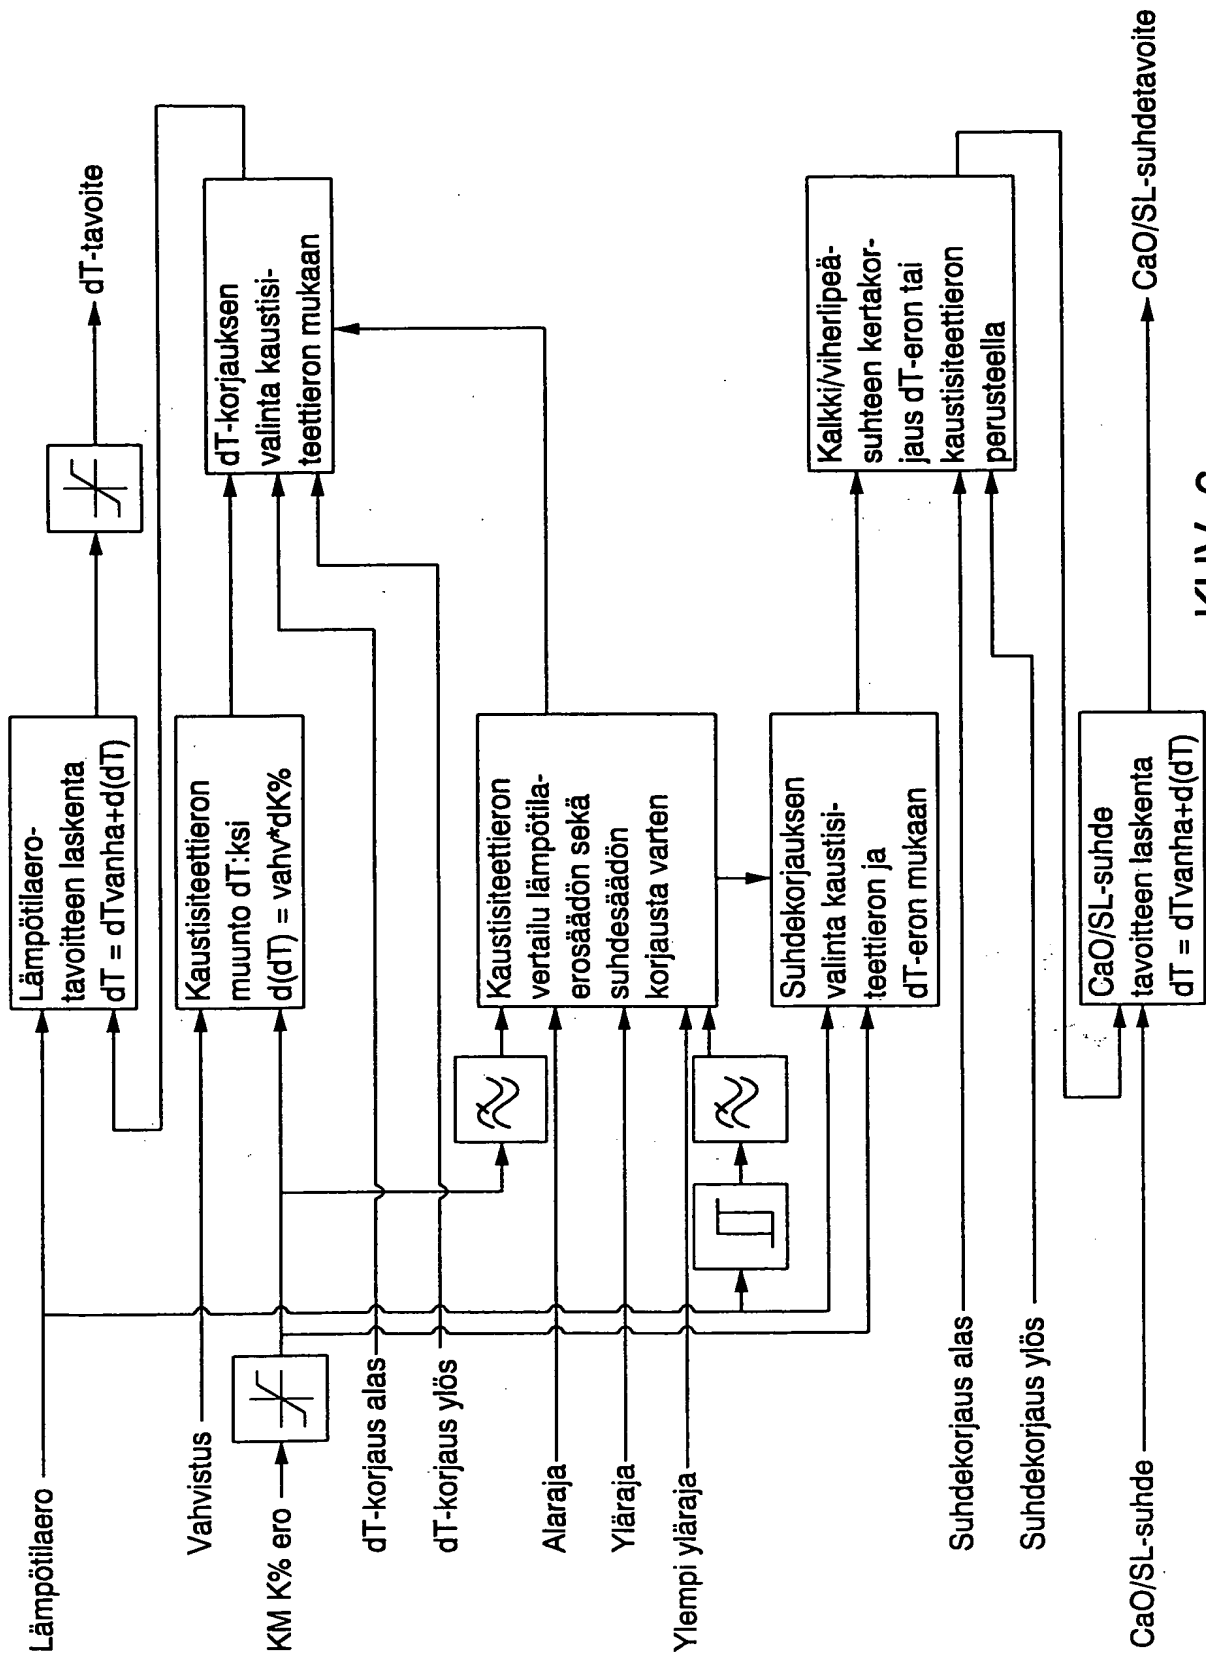 Lämpötilaero
Vahvistus
KM K% ero
dT-korjaus alas
dT-korjaus ylös
Alaraja
Yläraja
Ylempi yläraja
Suhdekorjaus alas
Suhdekorjaus ylös
CaO/SL-suhde
Lämpötilaero-
tavoitteen laskenta
dT = dTvanha+d(dT)
Kaustisiteettieron
muunto dT:ksi
d(dT) = vahv*dK%
Kaustisiteettieron
vertailu lämpötila-
erosäädön sekä
suhdesäädön
korjausta varten
Suhdekorjauksen
valinta kaustisi-
teettieron ja
dT-eron mukaan
CaO/SL-suhde
tavoitteen laskenta
dT = dTvanha+d(dT)
dT-korjauksen
valinta kaustisi-
teettieron mukaan
Kalkki/viherlipeä-
suhteen kertakor-
jaus dT-eron tai
kaustisiteettieron
perusteella
dT-tavoite
CaO/SL-suhdetavoite